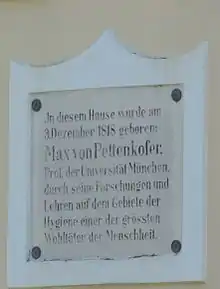 In diesem Hause wurde am
3.Dezember 1818 geboren:
Max von Pettenkofer,
Prof. der Universität München,
durch seine Forschungen und
Lehren auf dem Gebiete der
Hygiene einer der grössten
Wohltäter der Menschheit.